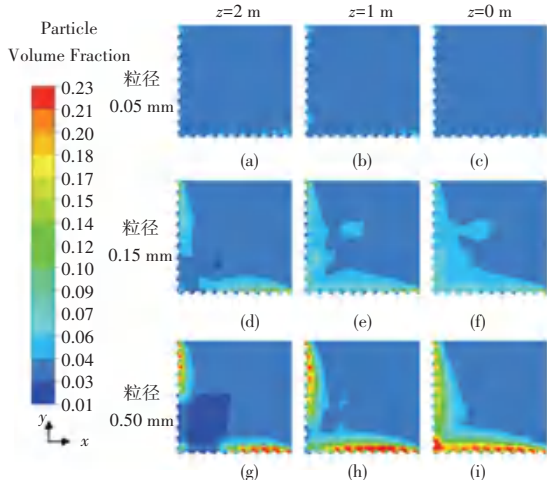 z=2 m
z=1 m
z=0 m
Particle
Volume Fraction
0.23
0.21
0.20
0.18
0.17
0.15
0.14
0.12
0.10
0.09
0.07
0.06
0.04
0.03
0.01
y
x
粒径
0.05 mm
(a)
(b)
(c)
粒径
0.15 mm
(d)
(e)
(f)
粒径
0.50 mm
(g)
(h)
(i)